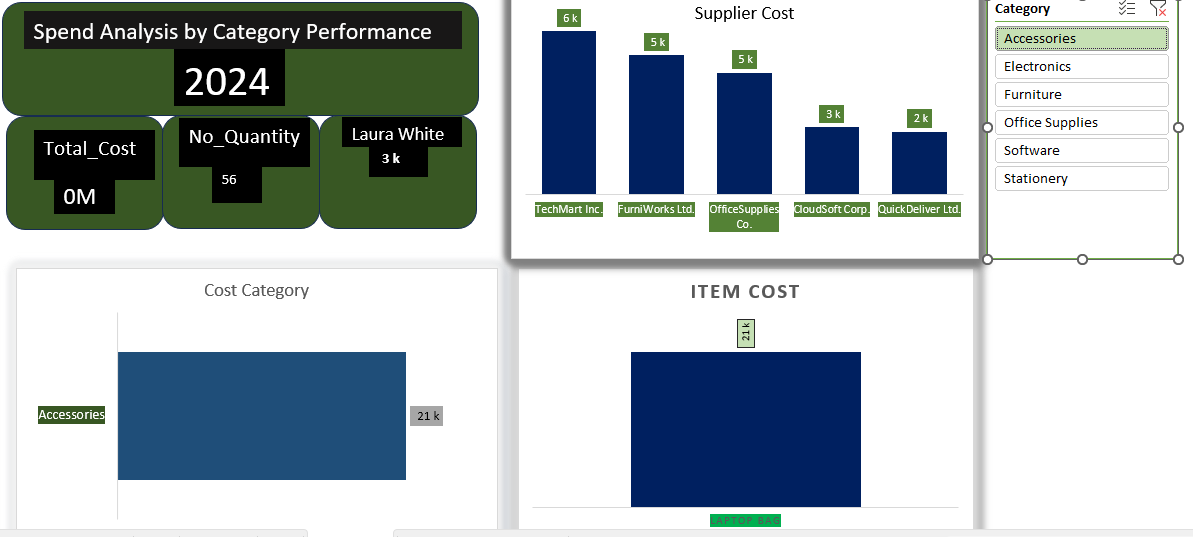 Spend Analysis by Category Performance
2024
Total_Cost
0M
No_Quantity
56
Laura White
3 k
Supplier Cost
6 k
5 k
5 k
3 k
2 k
TechMart Inc.
FurniWorks Ltd.
OfficeSupplies
Co.
CloudSoft Corp.
QuickDeliver Ltd.
Category
Accessories
Electronics
Furniture
Office Supplies
Software
Stationery
Cost Category
Accessories
21 k
ITEM COST
21 k
LAPTOP BAG